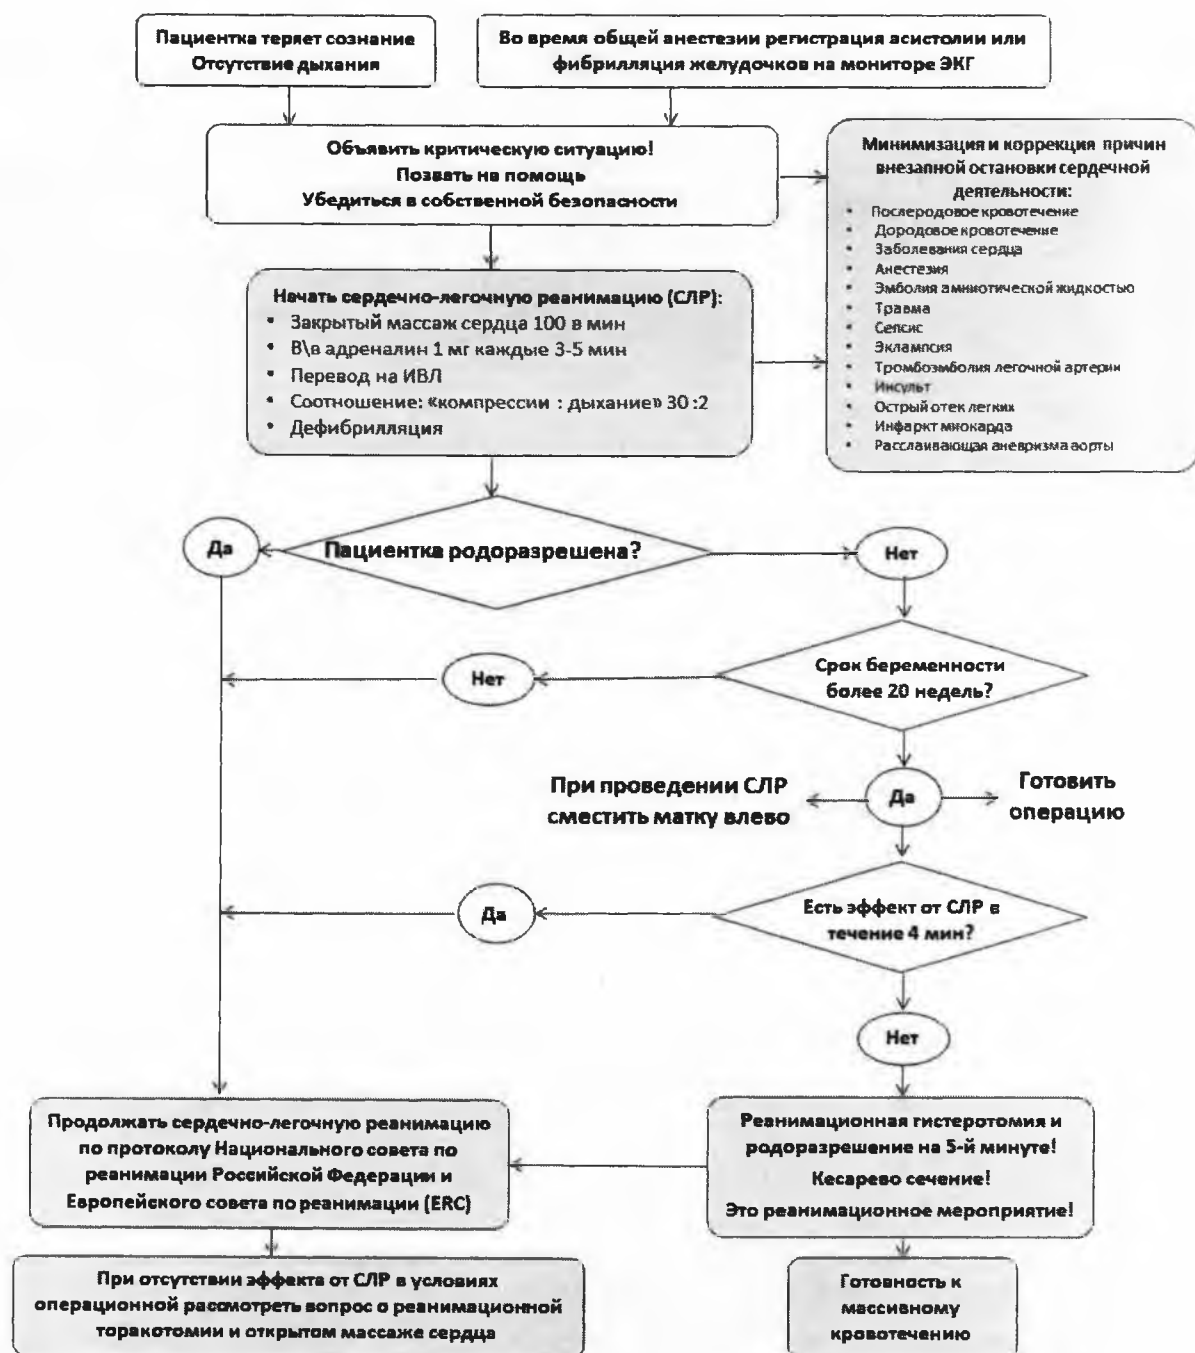 Пациентка теряет сознание
Отсутствие дыхания
Во время общей анестезии регистрация асистолии или
фибрилляция желудочков на мониторе ЭКГ
Объявить критическую ситуацию!
Позвать на помощь
Убедиться в собственной безопасности
Минимизация и коррекция причин
внезапной остановки сердечной
деятельности:
• Послеродовое кровотечение
• Дородовое кровотечение
• Заболевания сердца
• Анестезия
• Эмболия амниотической жидкостью
• Травма
• Сепсис
• Эклампсия
• Тромбоэмболия легочной артерии
• Инсульт
• Острый отек легких
• Инфаркт миокарда
• Расслаивающая аневризма аорты
Начать сердечно-легочную реанимацию (СЛР):
• Закрытый массаж сердца 100 в мин
• В\в адреналин 1 мг каждые 3-5 мин
• Перевод на ИВЛ
• Соотношение: «компрессии : дыхание» 30 :2
• Дефибрилляция
Да
Пациентка родоразрешена?
Нет
Срок беременности
более 20 недель?
Нет
При проведении СЛР
сместить матку влево
Да
Готовить
операцию
Есть эффект от СЛР в
течение 4 мин?
Да
Нет
Продолжать сердечно-легочную реанимацию
по протоколу Национального совета по
реанимации Российской Федерации и
Европейского совета по реанимации (ERC)
Реанимационная гистеротомия и
родоразрешение на 5-й минуте!
Кесарево сечение!
Это реанимационное мероприятие!
При отсутствии эффекта от СЛР в условиях
операционной рассмотреть вопрос о реанимационной
торакотомии и открытом массаже сердца
Готовность к
массивному
кровотечению